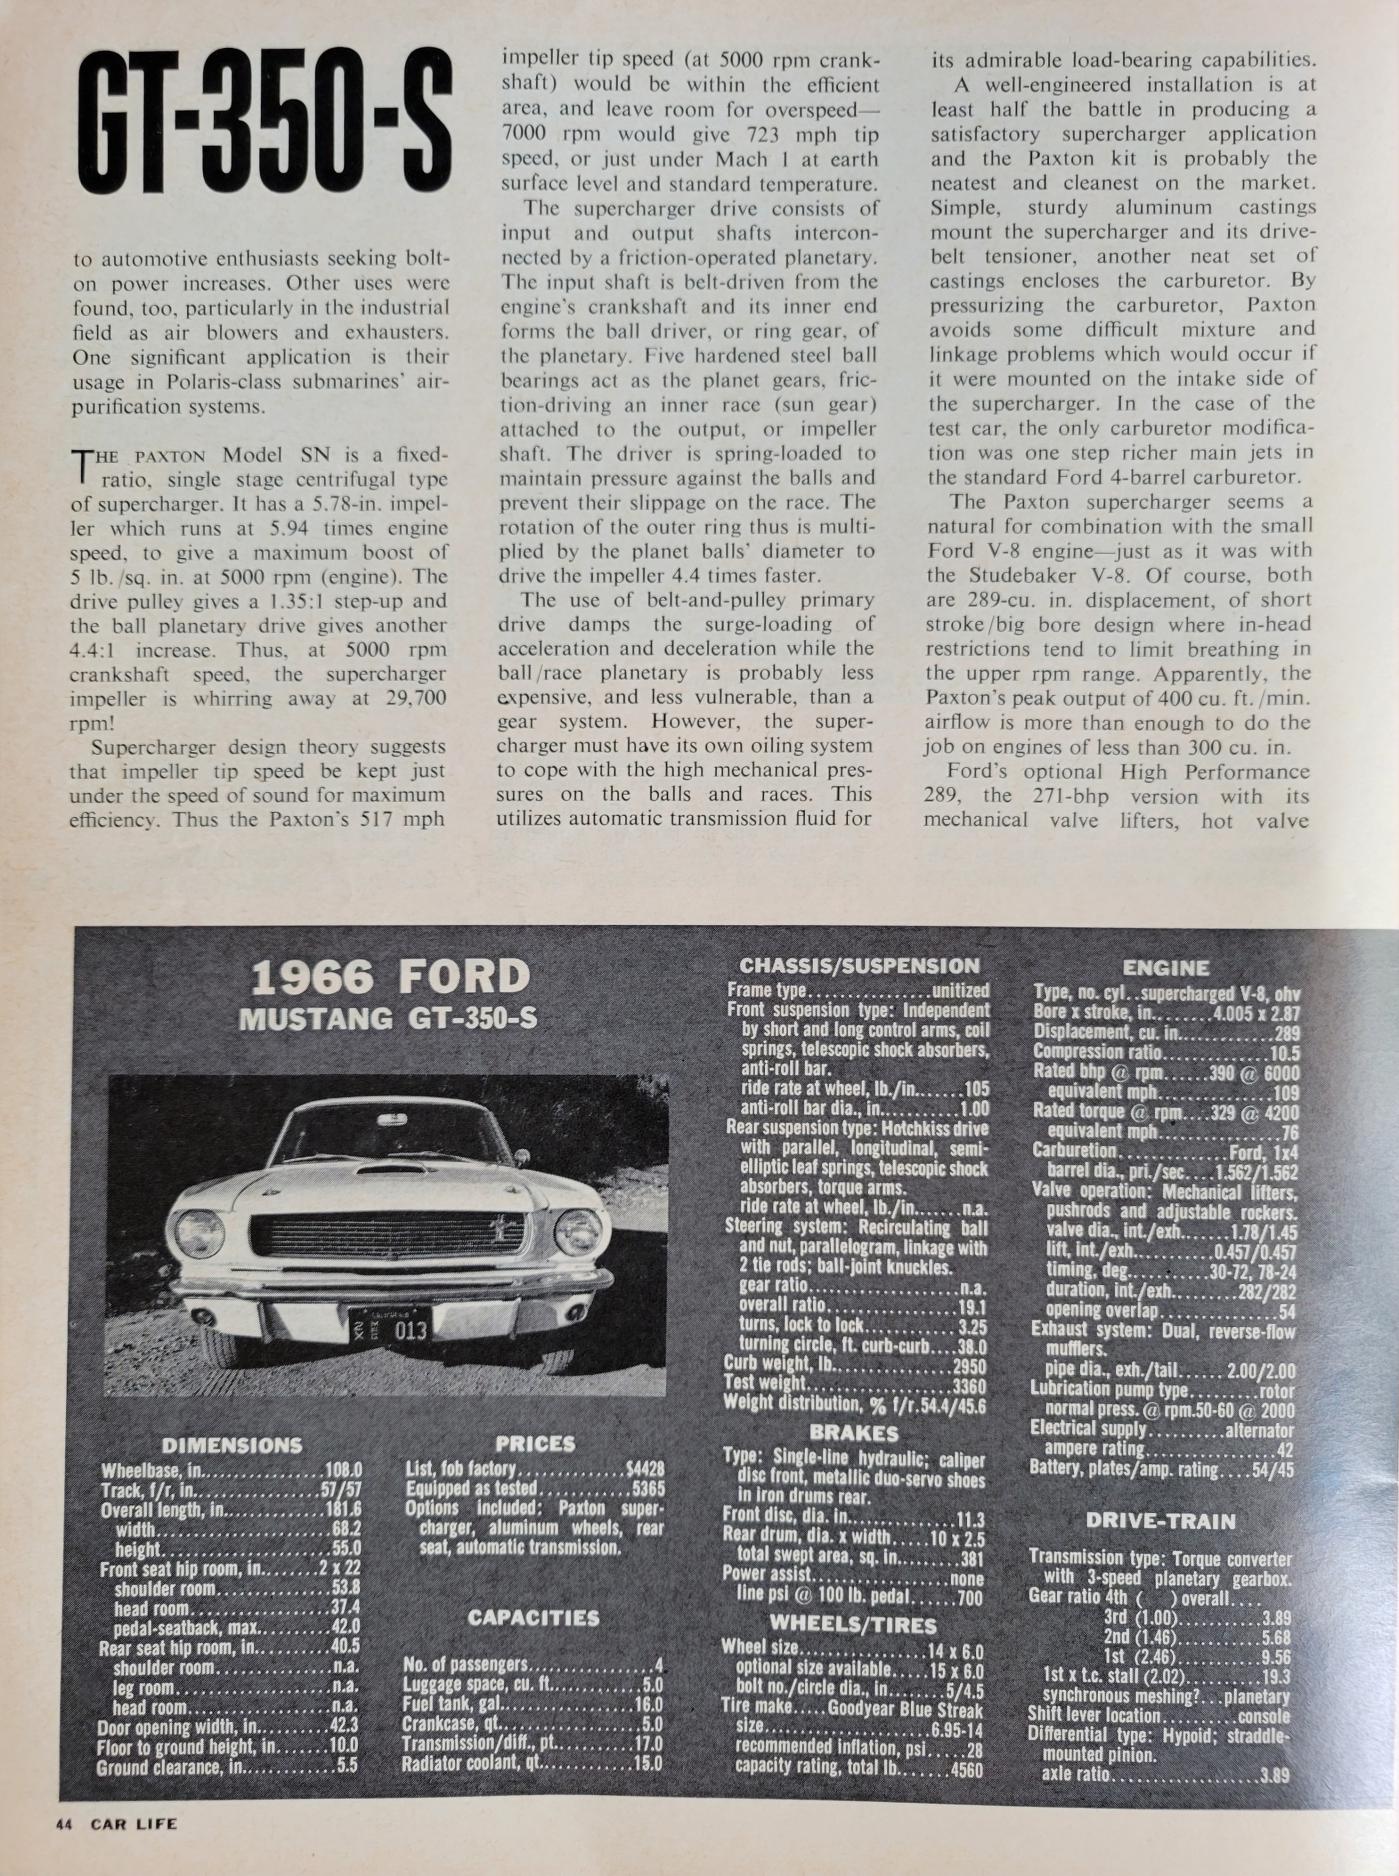 GT-350-S
to automotive enthusiasts seeking bolt-
on power increases. Other uses were
found, too, particularly in the industrial
field as air blowers and exhausters.
One significant application is their
usage in Polaris-class submarines' air-
purification systems.
THE PAXTON Model SN is a fixed-
ratio, single stage centrifugal type
of supercharger. It has a 5.78-in. impel-
ler which runs at 5.94 times engine
speed, to give a maximum boost of
5 lb./sq. in. at 5000 rpm (engine). The
drive pulley gives a 1.35:1 step-up and
the ball planetary drive gives another
4.4:1 increase. Thus, at 5000 rpm
crankshaft speed, the supercharger
impeller is whirring away at 29,700
rpm!
Supercharger design theory suggests
that impeller tip speed be kept just
under the speed of sound for maximum
efficiency. Thus the Paxton's 517 mph
impeller tip speed (at 5000 rpm crank-
shaft) would be within the efficient
area, and leave room for overspeed—
7000 rpm would give 723 mph tip
speed, or just under Mach 1 at earth
surface level and standard temperature.
The supercharger drive consists of
input and output shafts intercon-
nected by a friction-operated planetary.
The input shaft is belt-driven from the
engine's crankshaft and its inner end
forms the ball driver, or ring gear, of
the planetary. Five hardened steel ball
bearings act as the planet gears, fric-
tion-driving an inner race (sun gear)
attached to the output, or impeller
shaft. The driver is spring-loaded to
maintain pressure against the balls and
prevent their slippage on the race. The
rotation of the outer ring thus is multi-
plied by the planet balls' diameter to
drive the impeller 4.4 times faster.
The use of belt-and-pulley primary
drive damps the surge-loading of
acceleration and deceleration while the
ball/race planetary is probably less
expensive, and less vulnerable, than a
gear system. However, the super-
charger must have its own oiling system
to cope with the high mechanical pres-
sures on the balls and races. This
utilizes automatic transmission fluid for
its admirable load-bearing capabilities.
A well-engineered installation is at
least half the battle in producing a
satisfactory supercharger application
and the Paxton kit is probably the
neatest and cleanest on the market.
Simple, sturdy aluminum castings
mount the supercharger and its drive-
belt tensioner, another neat set of
castings encloses the carburetor. By
pressurizing the carburetor, Paxton
avoids some difficult mixture and
linkage problems which would occur if
it were mounted on the intake side of
the supercharger. In the case of the
test car, the only carburetor modifica-
tion was one step richer main jets in
the standard Ford 4-barrel carburetor.
The Paxton supercharger seems a
natural for combination with the small
Ford V-8 engine—just as it was with
the Studebaker V-8. Of course, both
are 289-cu. in. displacement, of short
stroke/big bore design where in-head
restrictions tend to limit breathing in
the upper rpm range. Apparently, the
Paxton's peak output of 400 cu. ft./min.
airflow is more than enough to do the
job on engines of less than 300 cu. in.
Ford's optional High Performance
289, the 271-bhp version with its
mechanical valve lifters, hot valve
1966 FORD
MUSTANG GT-350-S
013
DIMENSIONS
Wheelbase, in.................108.0
Track, f/r, in..................57/57
Overall length, in.............181.6
width........................68.2
height.......................55.0
Front seat hip room, in.......2 x 22
shoulder room................53.8
head room....................37.4
pedal-seatback, max..........42.0
Rear seat hip room, in..........40.5
shoulder room................n.a.
leg room.....................n.a.
head room....................n.a.
Door opening width, in..........42.3
Floor to ground height, in.......10.0
Ground clearance, in.............5.5
PRICES
List, fob factory..............$4428
Equipped as tested............5365
Options included: Paxton super-
charger, aluminum wheels, rear
seat, automatic transmission.
CAPACITIES
No. of passengers.................4
Luggage space, cu. ft............5.0
Fuel tank, gal..................16.0
Crankcase, qt....................5.0
Transmission/diff., pt...........17.0
Radiator coolant, qt.............15.0
CHASSIS/SUSPENSION
Frame type................unitized
Front suspension type: Independent
by short and long control arms, coil
springs, telescopic shock absorbers,
anti-roll bar.
ride rate at wheel, lb./in.......105
anti-roll bar dia., in...........1.00
Rear suspension type: Hotchkiss drive
with parallel, longitudinal, semi-
elliptic leaf springs, telescopic shock
absorbers, torque arms.
ride rate at wheel, lb./in.......n.a.
Steering system: Recirculating ball
and nut, parallelogram, linkage with
2 tie rods; ball-joint knuckles.
gear ratio...................n.a.
overall ratio.................19.1
turns, lock to lock............3.25
turning circle, ft. curb-curb....38.0
Curb weight, lb................2950
Test weight...................3360
Weight distribution, % f/r.54.4/45.6
BRAKES
Type: Single-line hydraulic; caliper
disc front, metallic duo-servo shoes
in iron drums rear.
Front disc, dia. in..............11.3
Rear drum, dia. x width.....10 x 2.5
total swept area, sq. in.........381
Power assist..................none
line psi @ 100 lb. pedal......700
WHEELS/TIRES
Wheel size................14 x 6.0
optional size available.....15 x 6.0
bolt no./circle dia., in........5/4.5
Tire make.....Goodyear Blue Streak
size.....................6.95-14
recommended inflation, psi.....28
capacity rating, total lb.......4560
ENGINE
Type, no. cyl..supercharged V-8, ohv
Bore x stroke, in........4.005 x 2.87
Displacement, cu. in.............289
Compression ratio..............10.5
Rated bhp @ rpm......390 @ 6000
equivalent mph...............109
Rated torque @ rpm....329 @ 4200
equivalent mph................76
Carburetion...............Ford, 1x4
barrel dia., pri./sec....1.562/1.562
Valve operation: Mechanical lifters,
pushrods and adjustable rockers.
valve dia., int./exh.......1.78/1.45
lift, int./exh..........0.457/0.457
timing, deg...........30-72, 78-24
duration, int./exh........282/282
opening overlap................54
Exhaust system: Dual, reverse-flow
mufflers.
pipe dia., exh./tail......2.00/2.00
Lubrication pump type.........rotor
normal press. @ rpm.50-60 @ 2000
Electrical supply..........alternator
ampere rating.................42
Battery, plates/amp. rating....54/45
DRIVE-TRAIN
Transmission type: Torque converter
with 3-speed planetary gearbox.
Gear ratio 4th ( ) overall....
3rd (1.00)...........3.89
2nd (1.46)...........5.68
1st (2.46)...........9.56
1st x t.c. stall (2.02)..........19.3
synchronous meshing?...planetary
Shift lever location..........console
Differential type: Hypoid; straddle-
mounted pinion.
axle ratio....................3.89
44 CAR LIFE